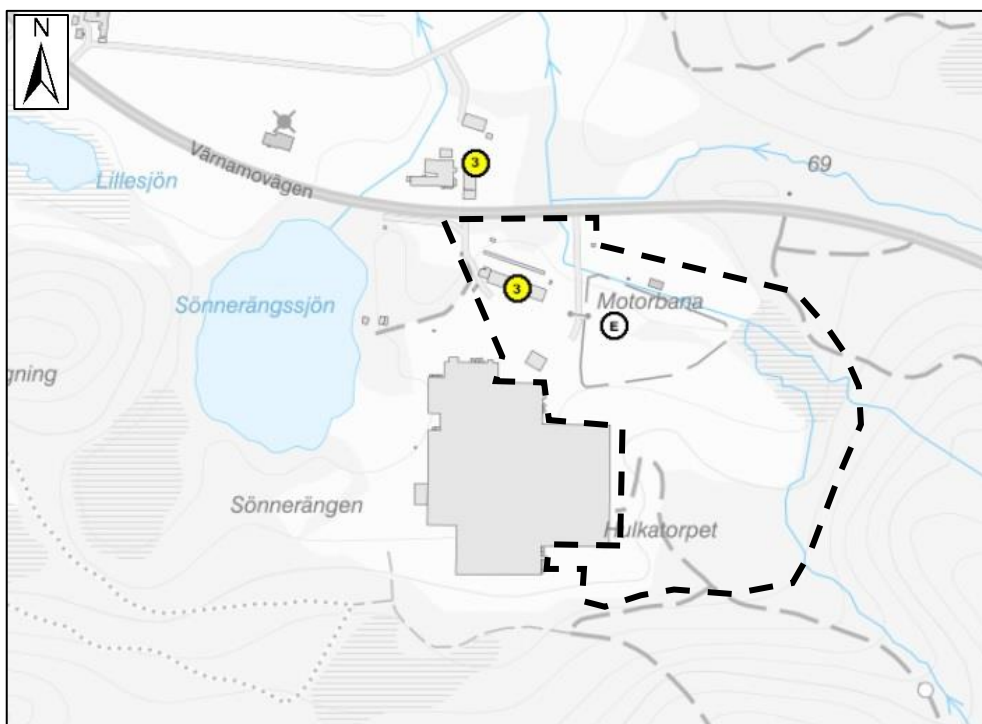 N
Värnamovägen
3
69
Lillesjön
Sönnerängssjön
3
Motorbana
E
gning
Sönnerängen
Hulkatorpet